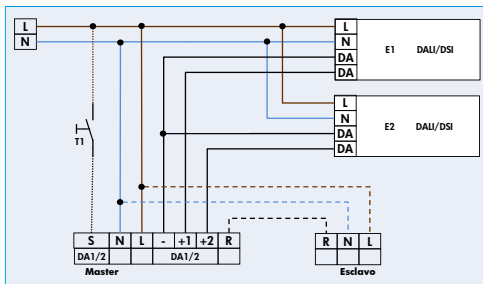 L
N
L
N
DA
DA
E1 DALI/DSI
L
N
DA
DA
E2 DALI/DSI
T1
S N L - +1 +2 R
DA1/2 DA1/2
Master
R N L
Esclavo